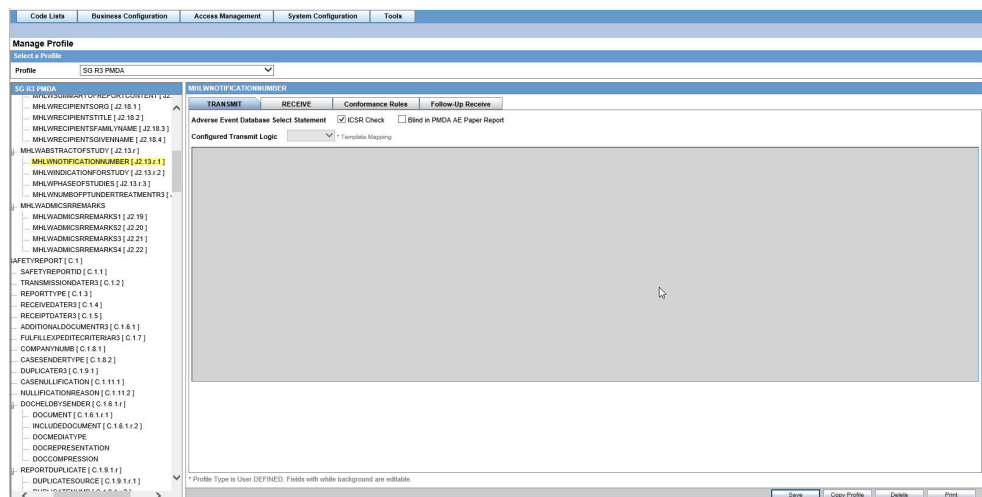 Code Lists Business Configuration Access Management System Configuration Tools
Manage Profile
Select a Profile
Profile SG R3 PMDA
SG R3 PMDA
MHLWSUMMARYOFREPORTCONTENT [ J2.
MHLWRECIPIENTSORG [ J2.18.1 ]
MHLWRECIPIENTSTITLE [ J2.18.2 ]
MHLWRECIPIENTSFAMILYNAME [ J2.18.3 ]
MHLWRECIPIENTSGIVENNAME [ J2.18.4 ]
MHLWABSTRACTOFSTUDY [ J2.13.r ]
MHLWNOTIFICATIONNUMBER [ J2.13.r.1 ]
MHLWINDICATIONFORSTUDY [ J2.13.r.2 ]
MHLWPHASEOFSTUDIES [ J2.13.r.3 ]
MHLWNUMBOFPTUNDERTREATMENTR3 [
MHLWADMICSRREMARKS
MHLWADMICSRREMARKS1 [ J2.19 ]
MHLWADMICSRREMARKS2 [ J2.20 ]
MHLWADMICSRREMARKS3 [ J2.21 ]
MHLWADMICSRREMARKS4 [ J2.22 ]
AFETYREPORT [ C.1 ]
SAFETYREPORTID [ C.1.1 ]
TRANSMISSIONDATER3 [ C.1.2 ]
REPORTTYPE [ C.1.3 ]
RECEIVEDATER3 [ C.1.4 ]
RECEIPTDATER3 [ C.1.5 ]
ADDITIONALDOCUMENTR3 [ C.1.6.1 ]
FULFILLEXPEDITECRITERIAR3 [ C.1.7 ]
COMPANYNUMB [ C.1.8.1 ]
CASESENDERTYPE [ C.1.8.2 ]
DUPLICATER3 [ C.1.9.1 ]
CASENULLIFICATION [ C.1.11.1 ]
NULLIFICATIONREASON [ C.1.11.2 ]
DOCHELDBYSENDER [ C.1.6.1.r ]
DOCUMENT [ C.1.6.1.r.1 ]
INCLUDEDOCUMENT [ C.1.6.1.r.2 ]
DOCMEDIATYPE
DOCREPRESENTATION
DOCCOMPRESSION
REPORTDUPLICATE [ C.1.9.1.r ]
DUPLICATESOURCE [ C.1.9.1.r.1 ]
MHLWNOTIFICATIONNUMBER
TRANSMIT RECEIVE Conformance Rules Follow-Up Receive
Adverse Event Database Select Statement ICSR Check Blind in PMDA AE Paper Report
Configured Transmit Logic * Template Mapping
* Profile Type is User DEFINED. Fields with white background are editable.
Save Copy Profile Delete Print